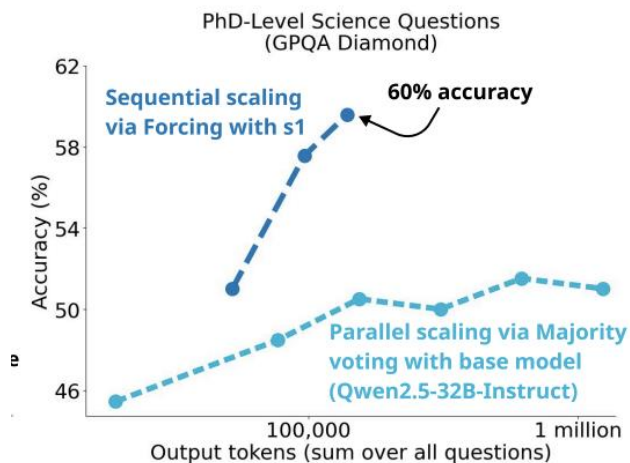 PhD-Level Science Questions
(GPQA Diamond)
62
58
54
50
46
Accuracy (%)
Sequential scaling
via Forcing with s1
60% accuracy
Parallel scaling via Majority
voting with base model
(Qwen2.5-32B-Instruct)
100,000
1 million
Output tokens (sum over all questions)